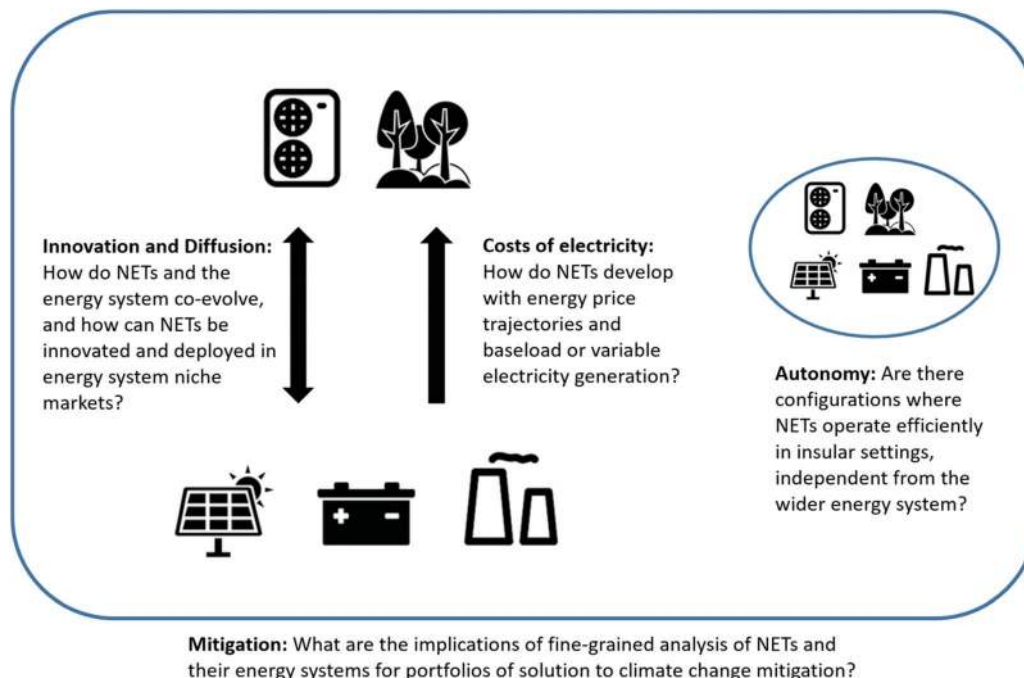 Innovation and Diffusion:
How do NETs and the
energy system co-evolve,
and how can NETs be
innovated and deployed in
energy system niche
markets?
Costs of electricity:
How do NETs develop
with energy price
trajectories and
baseload or variable
electricity generation?
Autonomy: Are there
configurations where
NETs operate efficiently
in insular settings,
independent from the
wider energy system?
Mitigation: What are the implications of fine-grained analysis of NETs and
their energy systems for portfolios of solution to climate change mitigation?